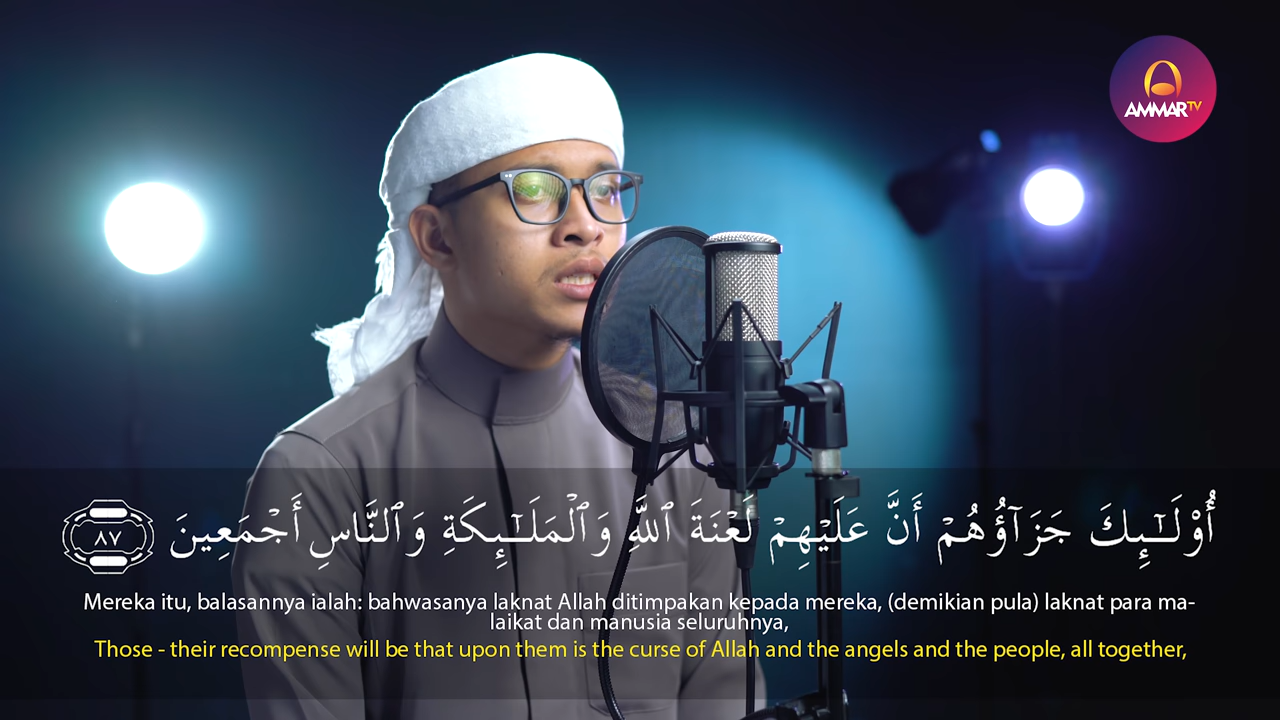 AMMARTV
أُوْلَـٰٓئِكَ جَزَآؤُهُمْ أَنَّ عَلَيْهِمْ لَعْنَةَ ٱللَّهِ وَٱلْمَلَـٰٓئِكَةِ وَٱلنَّاسِ أَجْمَعِينَ ٨٧
Mereka itu, balasannya ialah: bahwasanya laknat Allah ditimpakan kepada mereka, (demikian pula) laknat para ma-
laikat dan manusia seluruhnya,
Those - their recompense will be that upon them is the curse of Allah and the angels and the people, all together,